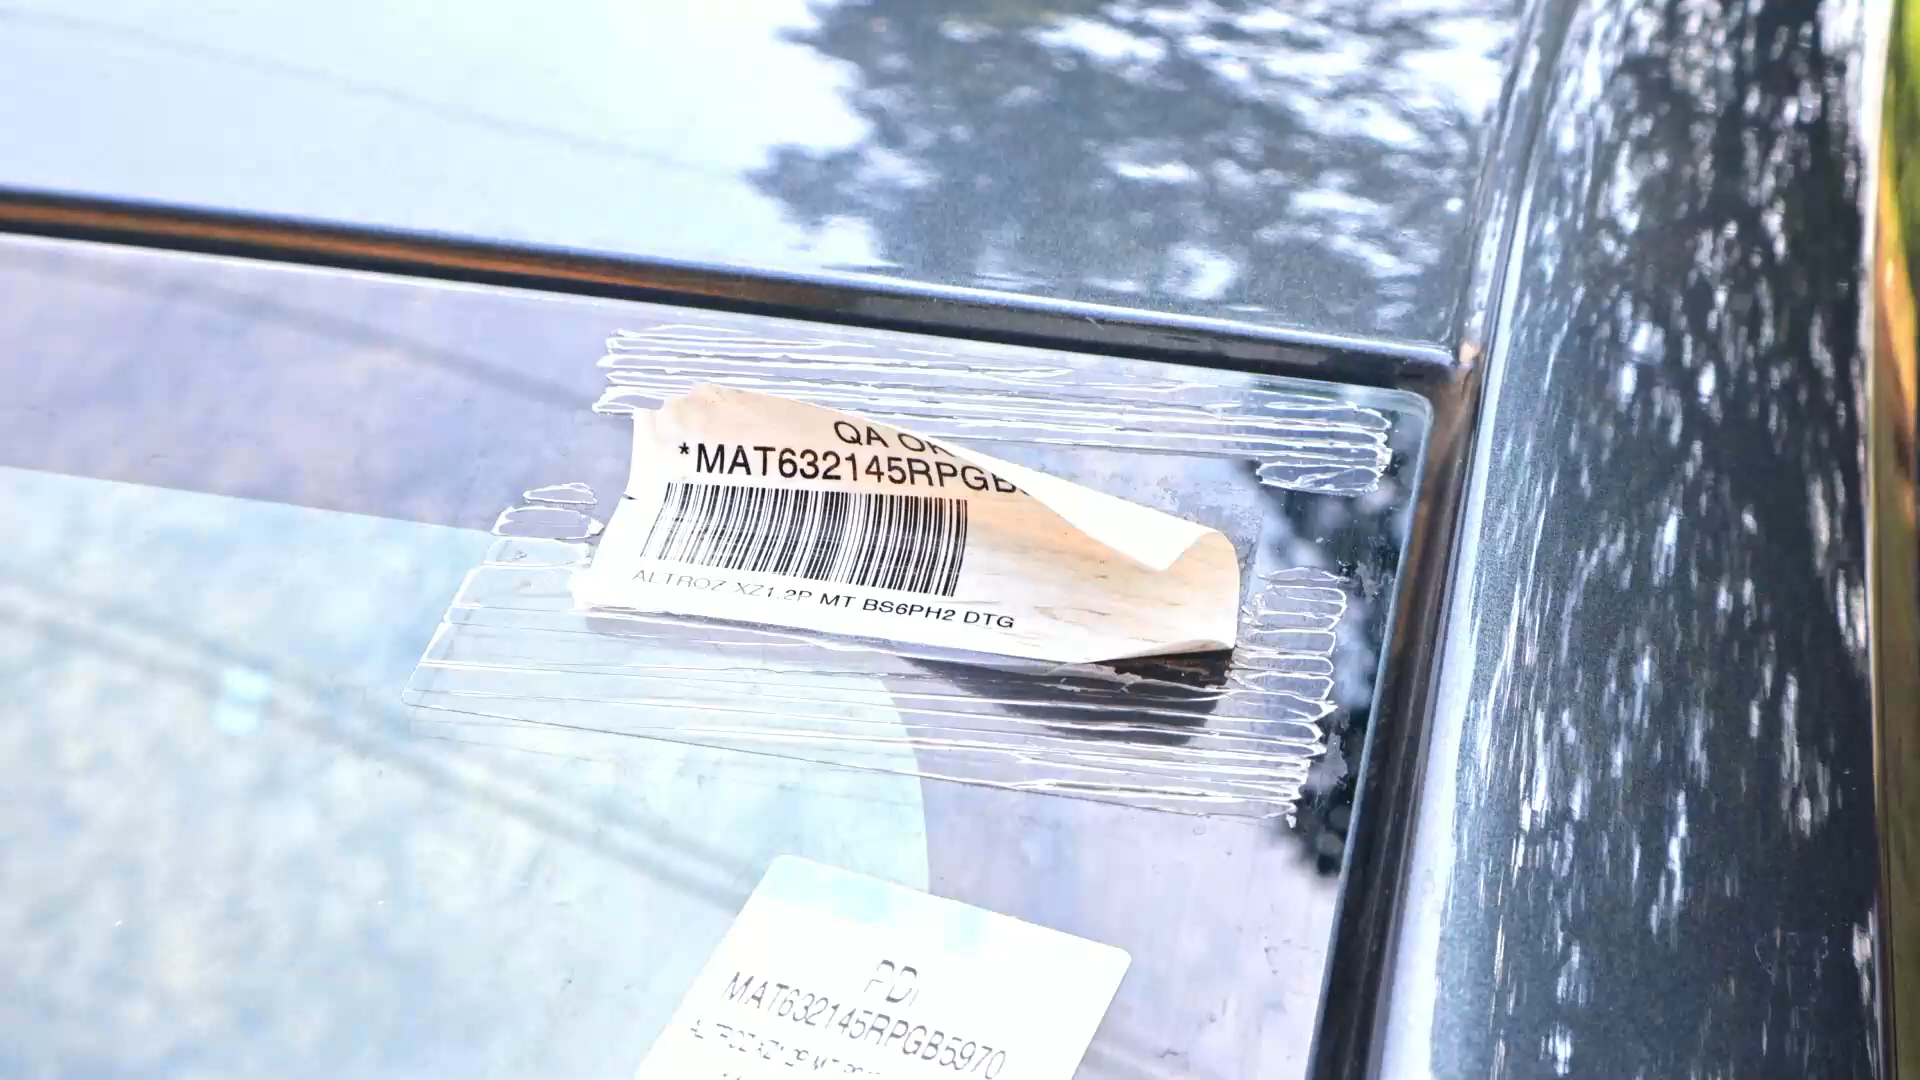 QA OK
*MAT632145RPGB
ALTROZ XZ1.2P MT BS6PH2 DTG
PDI
MAT632145RPGB5970